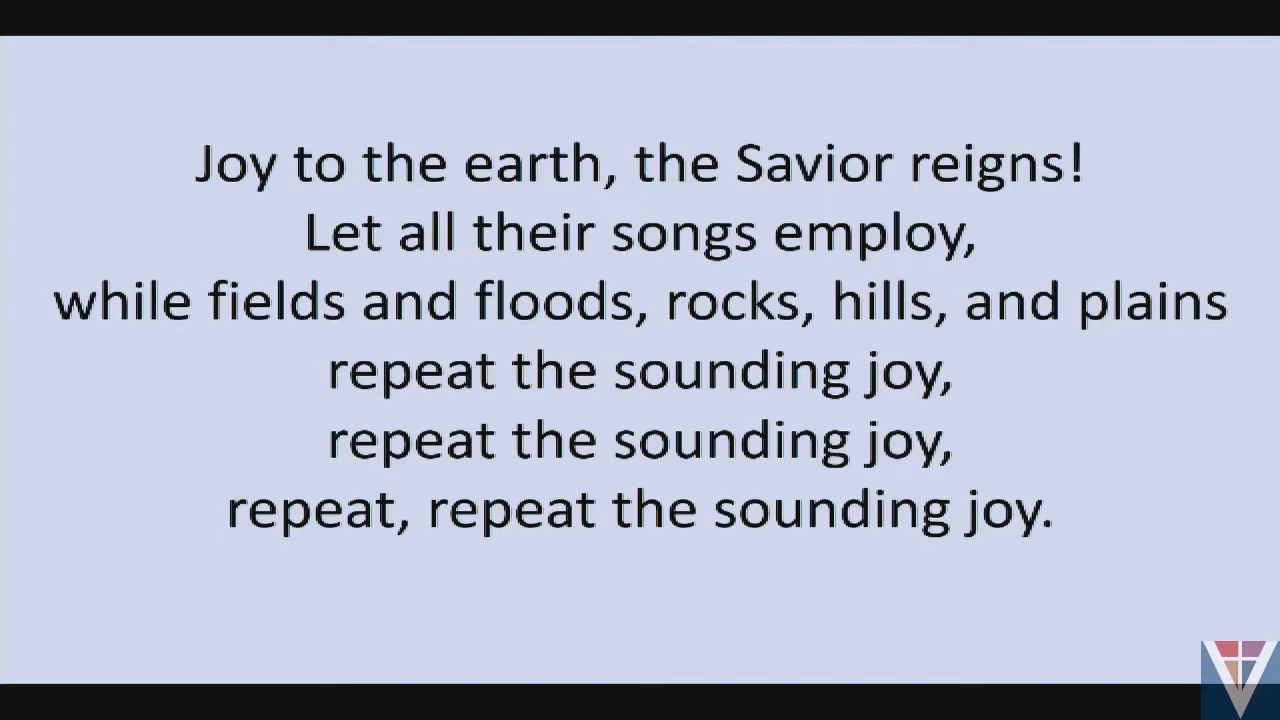 Joy to the earth, the Savior reigns!
Let all their songs employ,
while fields and floods, rocks, hills, and plains
repeat the sounding joy,
repeat the sounding joy,
repeat, repeat the sounding joy.